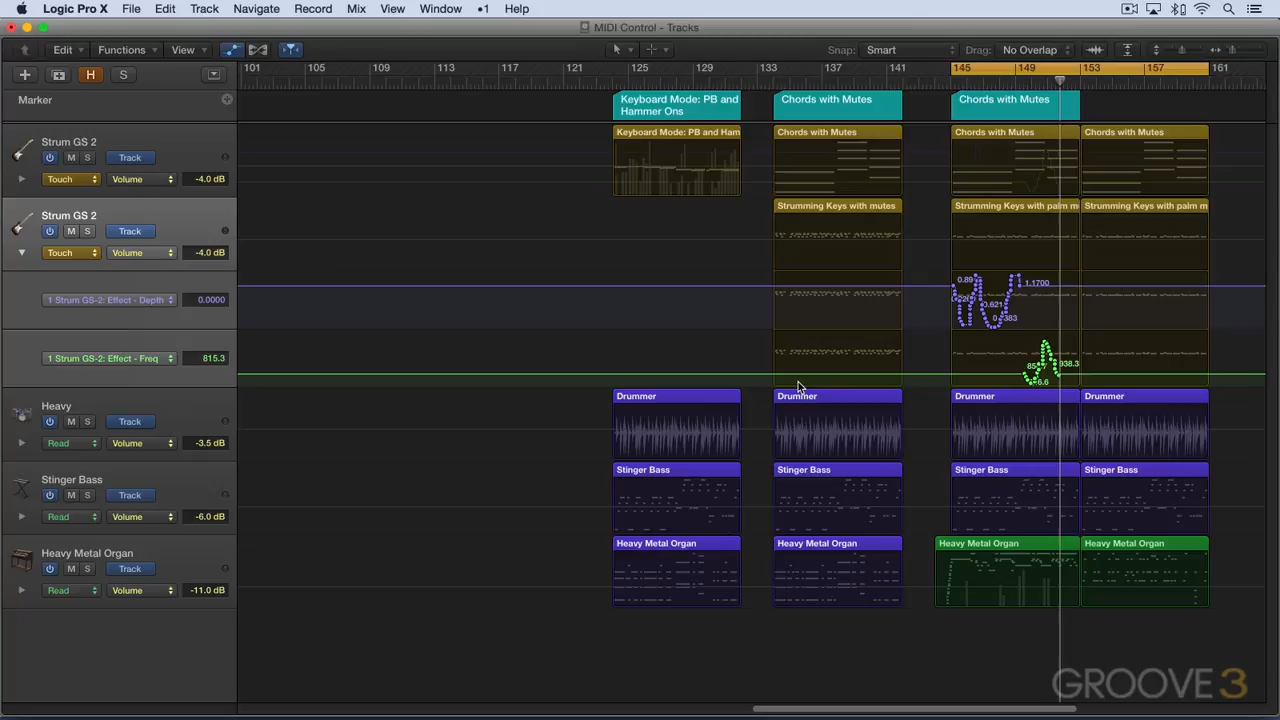 Logic Pro X File Edit Track Navigate Record Mix View Window •1 Help
MIDI Control - Tracks
Edit Functions View Snap: Smart Drag: No Overlap
H S 101 105 109 113 117 121 125 129 133 137 141 145 149 153 157 161
Marker Keyboard Mode: PB and Hammer Ons Chords with Mutes Chords with Mutes
Strum GS 2 Keyboard Mode: PB and Ham Chords with Mutes Chords with Mutes Chords with Mutes
M S Track
Touch Volume -4.0 dB
Strum GS 2 Strumming Keys with mutes Strumming Keys with palm m Strumming Keys with palm m
M S Track
Touch Volume -4.0 dB
1 Strum GS-2: Effect - Depth 0.0000 0.89 1.1700 0.621
1 Strum GS-2: Effect - Freq 815.3 938.3
Heavy Drummer Drummer Drummer Drummer
M S Track
Read Volume -3.5 dB
Stinger Bass Stinger Bass Stinger Bass Stinger Bass Stinger Bass
M S Track
Read Volume -6.0 dB
Heavy Metal Organ Heavy Metal Organ Heavy Metal Organ Heavy Metal Organ Heavy Metal Organ
M S Track
Read Volume -11.0 dB
GROOVE 3